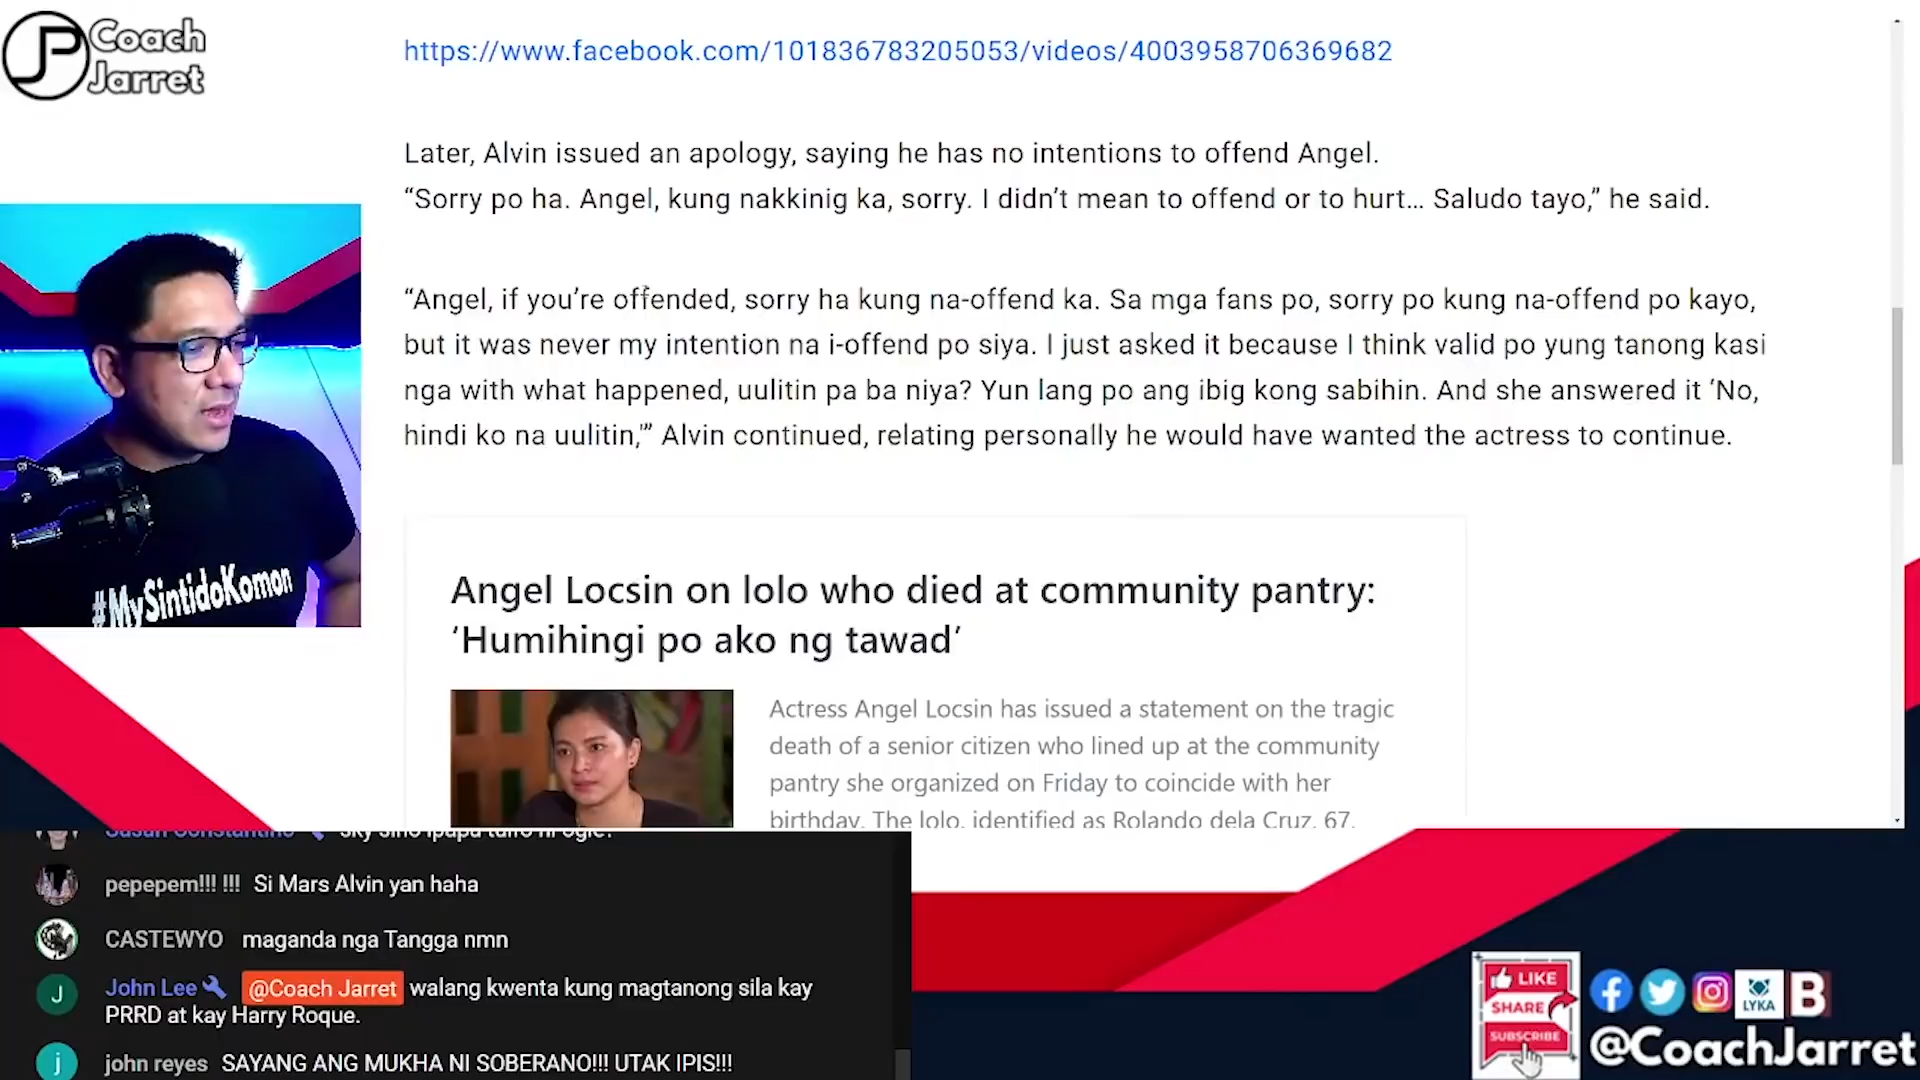 JP Coach
Jarret
https://www.facebook.com/101836783205053/videos/4003958706369682
Later, Alvin issued an apology, saying he has no intentions to offend Angel.
“Sorry po ha. Angel, kung nakkinig ka, sorry. I didn’t mean to offend or to hurt… Saludo tayo,” he said.
“Angel, if you’re offended, sorry ha kung na-offend ka. Sa mga fans po, sorry po kung na-offend po kayo,
but it was never my intention na i-offend po siya. I just asked it because I think valid po yung tanong kasi
nga with what happened, uulitin pa ba niya? Yun lang po ang ibig kong sabihin. And she answered it ‘No,
hindi ko na uulitin,’” Alvin continued, relating personally he would have wanted the actress to continue.
#MySintidoKomon
Angel Locsin on lolo who died at community pantry:
‘Humihingi po ako ng tawad’
Actress Angel Locsin has issued a statement on the tragic
death of a senior citizen who lined up at the community
pantry she organized on Friday to coincide with her
birthday. The lolo, identified as Rolando dela Cruz, 67,
pepepem!!! !!! Si Mars Alvin yan haha
CASTEWYO maganda nga Tangga nmn
J John Lee @Coach Jarret walang kwenta kung magtanong sila kay
PRRD at kay Harry Roque.
j john reyes SAYANG ANG MUKHA NI SOBERANO!!! UTAK IPIS!!!
LIKE
SHARE
SUBSCRIBE
LYKA
B
@CoachJarret